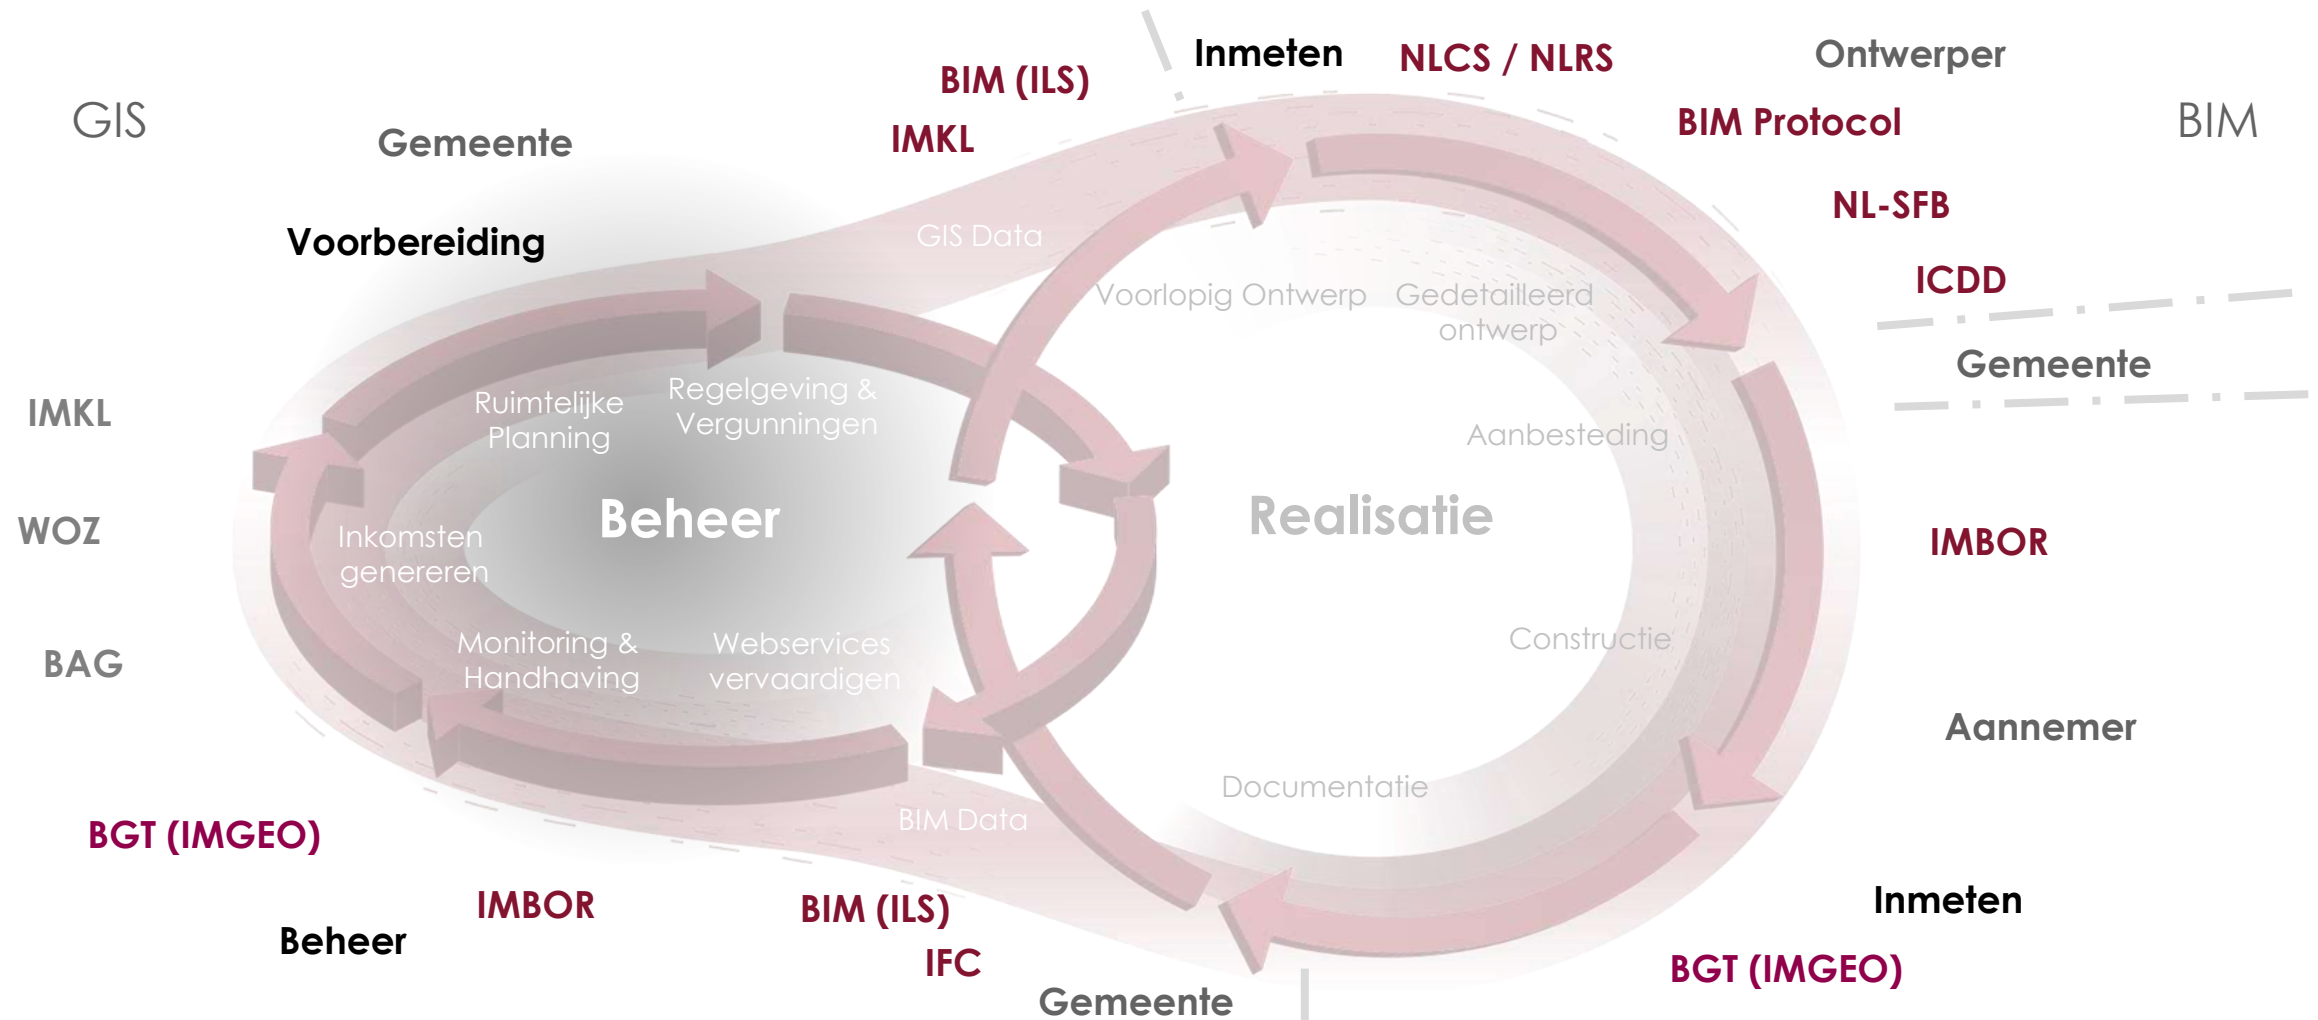 Inmeten
NLCS / NLRS
Ontwerper
BIM (ILS)
GIS
BIM Protocol
BIM
Gemeente
IMKL
NL-SFB
Voorbereiding
GIS Data
ICDD
Voorlopig Ontwerp
Gedetailleerd
ontwerp
Gemeente
IMKL
Ruimtelijke
Planning
Regelgeving &
Vergunningen
Aanbesteding
WOZ
Beheer
Realisatie
IMBOR
Inkomsten
genereren
BAG
Monitoring &
Handhaving
Webservices
vervaardigen
Constructie
Aannemer
Documentatie
BIM Data
BGT (IMGEO)
IMBOR
BIM (ILS)
Inmeten
Beheer
IFC
BGT (IMGEO)
Gemeente